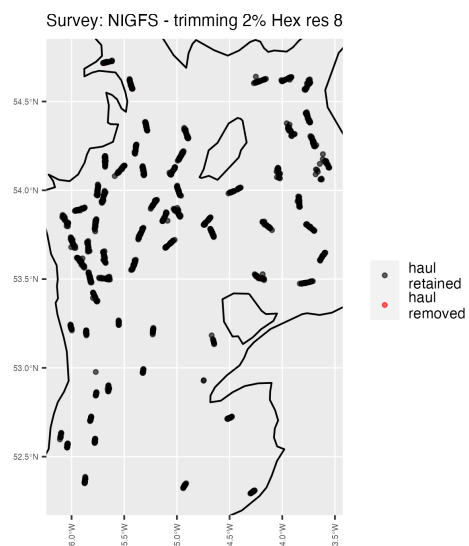 Survey: NIGFS - trimming 2% Hex res 8
54.5°N
54.0°N
53.5°N
53.0°N
52.5°N
6.0°W
5.5°W
5.0°W
4.5°W
4.0°W
3.5°W
haul
retained
haul
removed